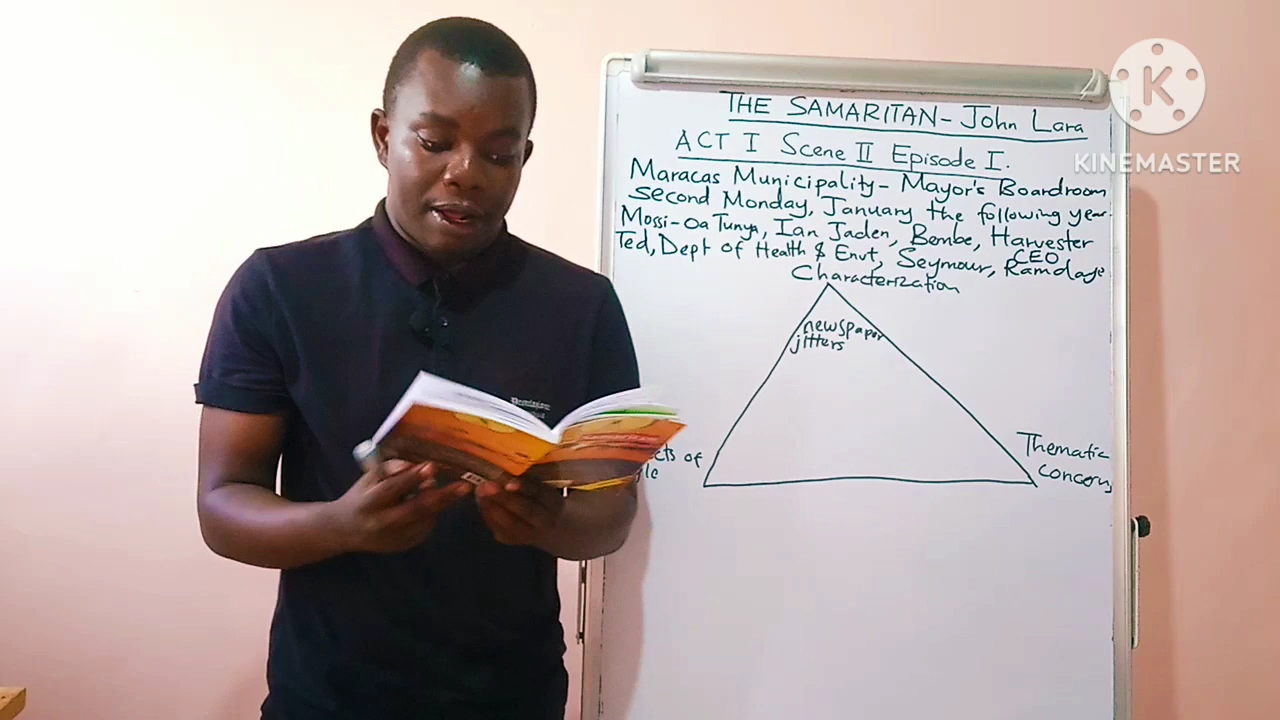 THE SAMARITAN - John Lara
ACT I Scene II Episode I.
Maracas Municipality - Mayor's Boardroom
Second Monday, January the following year.
Mossi-oa Tunya, Ian Jaden, Bembe, Harvester
CEO
Ted, Dept of Health & Envt, Seymour, Ramdage
Characterization
newspaper
jitters
Thematic
concerns
KINEMASTER